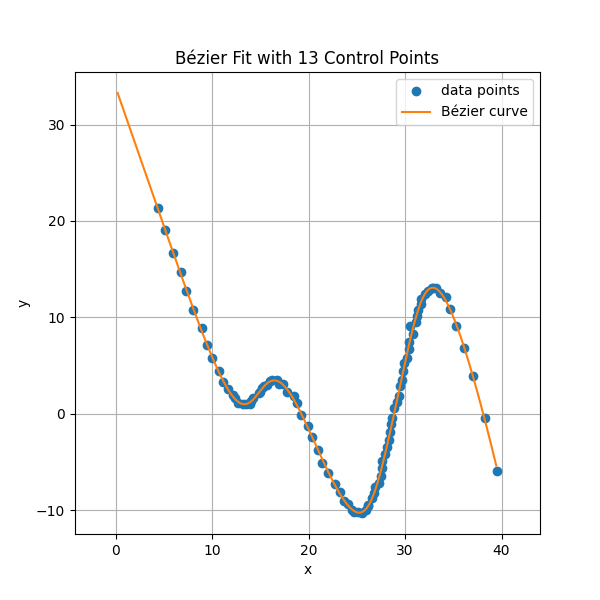 Bézier Fit with 13 Control Points
data points
Bézier curve
30
20
10
0
−10
y
0 10 20 30 40
x